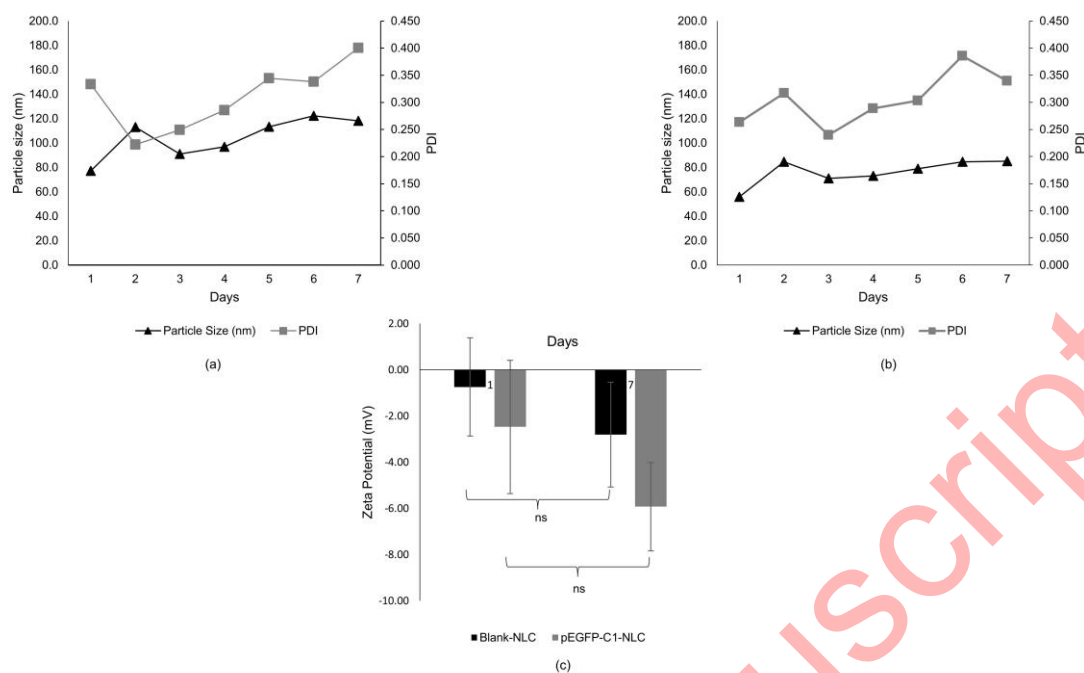 200.0 0.450
180.0 0.400
160.0 0.350
140.0 0.300
120.0 0.250
100.0 0.200
80.0 0.150
60.0 0.100
40.0 0.050
20.0 0.000
0.0
Particle size (nm)
PDI
1 2 3 4 5 6 7
Days
Particle Size (nm) PDI
(a)
200.0 0.450
180.0 0.400
160.0 0.350
140.0 0.300
120.0 0.250
100.0 0.200
80.0 0.150
60.0 0.100
40.0 0.050
20.0 0.000
0.0
Particle size (nm)
PDI
1 2 3 4 5 6 7
Days
Particle Size (nm) PDI
(b)
2.00
0.00
-2.00
-4.00
-6.00
-8.00
-10.00
Zeta Potential (mV)
Days
1 7
ns
ns
Blank-NLC pEGFP-C1-NLC
(c)
uscript